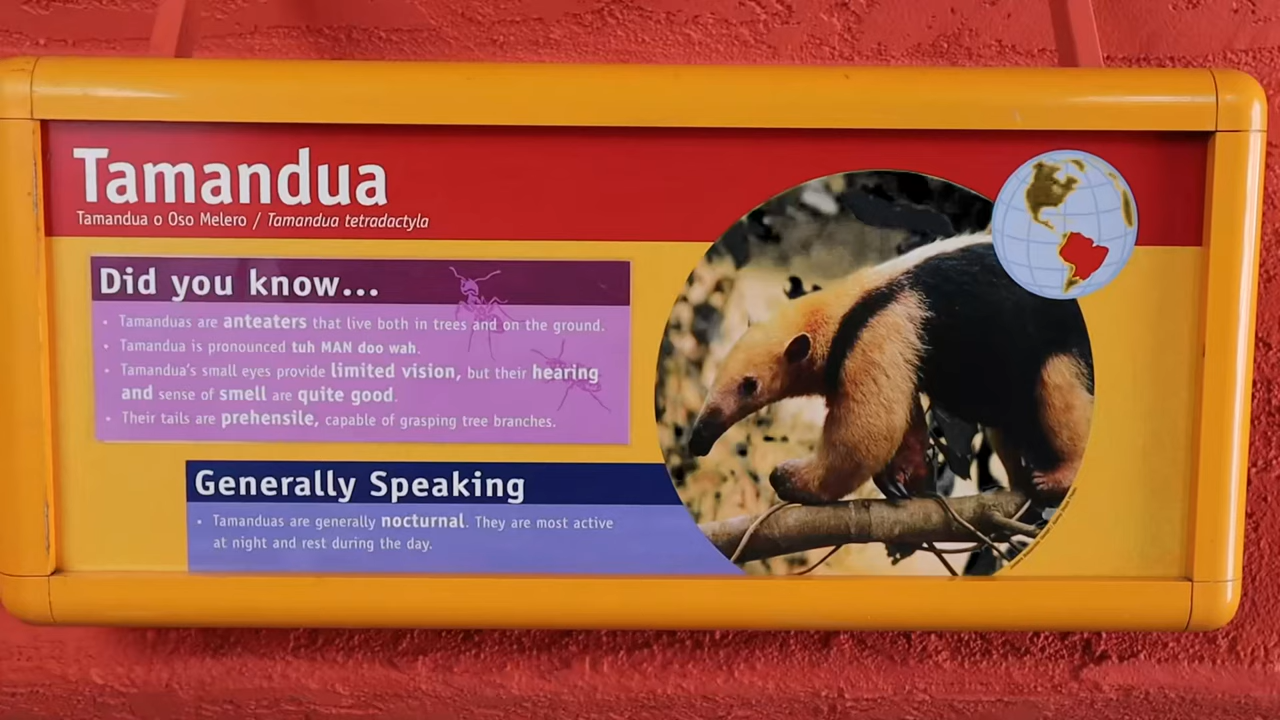 Tamandua
Tamandua o Oso Melero / Tamandua tetradactyla
Did you know...
• Tamanduas are anteaters that live both in trees and on the ground.
• Tamandua is pronounced tuh MAN doo wah.
• Tamandua's small eyes provide limited vision, but their hearing
and sense of smell are quite good.
• Their tails are prehensile, capable of grasping tree branches.
Generally Speaking
• Tamanduas are generally nocturnal. They are most active
at night and rest during the day.